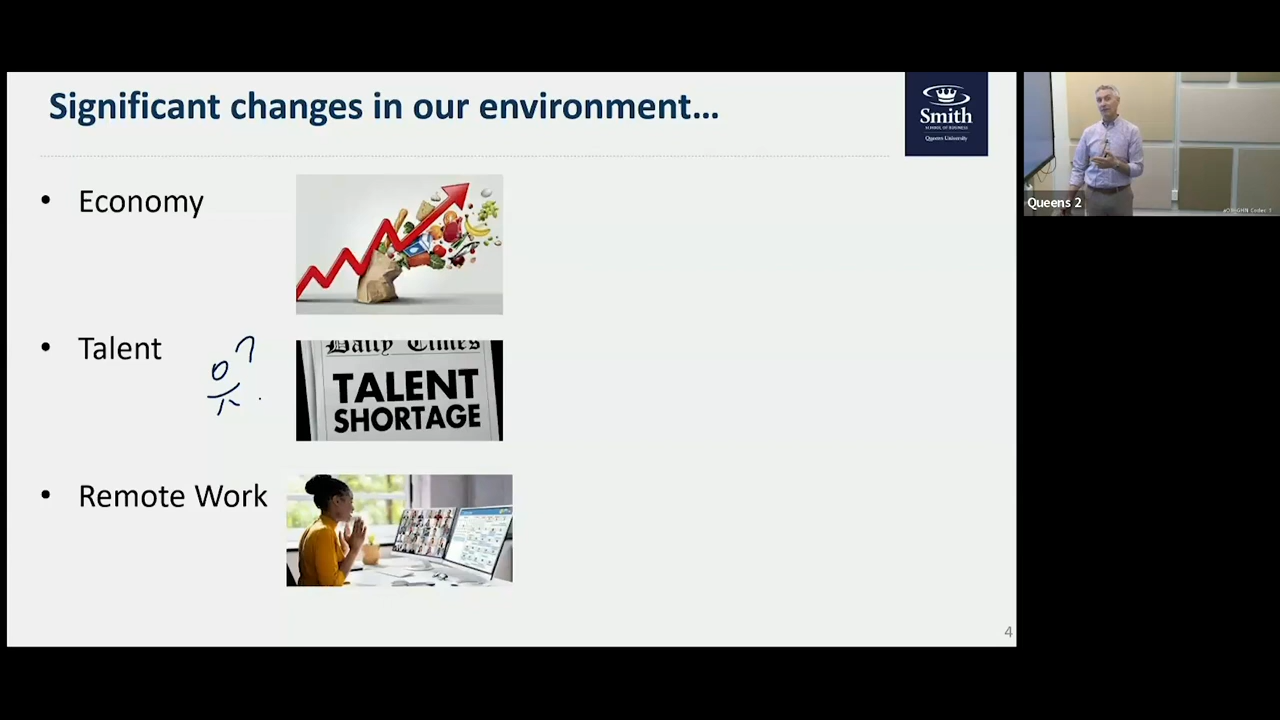 Significant changes in our environment...
Smith
SCHOOL OF BUSINESS
Queen's University
Queens 2
• Economy
• Talent
?
Daily Times
TALENT
SHORTAGE
• Remote Work
4